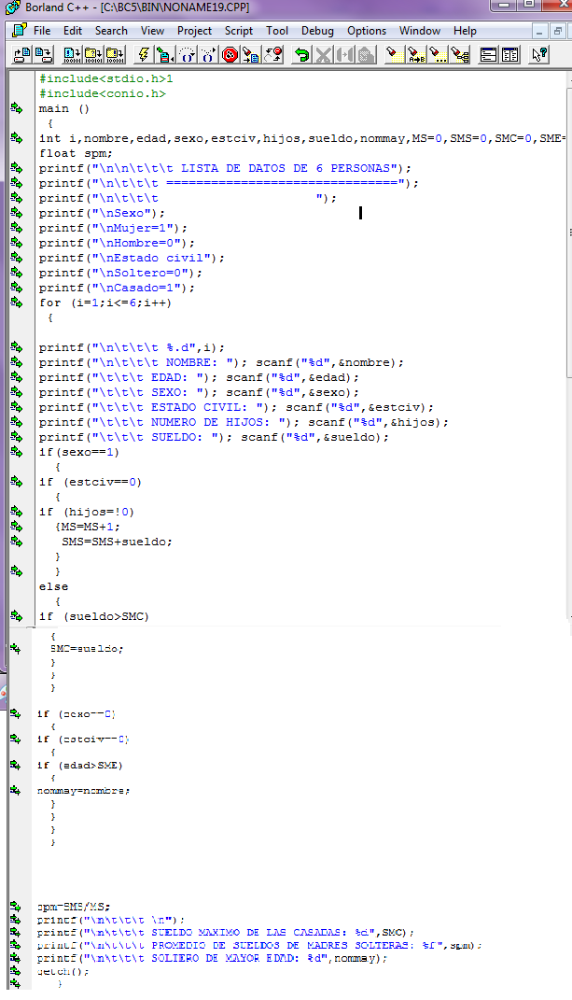 Borland C++ - [C:\BC5\BIN\NONAME19.CPP]
File Edit Search View Project Script Tool Debug Options Window Help
#include<stdio.h>1
#include<conio.h>
main ()
{
int i,nombre,edad,sexo,estciv,hijos,sueldo,nommay,MS=0,SMS=0,SMC=0,SME=
float spm;
printf("\n\n\t\t\t LISTA DE DATOS DE 6 PERSONAS");
printf("\n\t\t\t ===============================");
printf("\n\t\t\t                     ");
printf("\nSexo");
printf("\nMujer=1");
printf("\nHombre=0");
printf("\nEstado civil");
printf("\nSoltero=0");
printf("\nCasado=1");
for (i=1;i<=6;i++)
{
printf("\n\t\t\t %.d",i);
printf("\n\t\t\t NOMBRE: "); scanf("%d",&nombre);
printf("\t\t\t EDAD: "); scanf("%d",&edad);
printf("\t\t\t SEXO: "); scanf("%d",&sexo);
printf("\t\t\t ESTADO CIVIL: "); scanf("%d",&estciv);
printf("\t\t\t NUMERO DE HIJOS: "); scanf("%d",&hijos);
printf("\t\t\t SUELDO: "); scanf("%d",&sueldo);
if(sexo==1)
{
if (estciv==0)
{
if (hijos=!0)
{MS=MS+1;
SMS=SMS+sueldo;
}
}
else
{
if (sueldo>SMC)
{
SMC=sueldo;
}
}
}
if (sexo==0)
{
if (estciv==0)
{
if (edad>SME)
{
nommay=nombre;
}
}
}
}
spm=SMS/MS;
printf("\n\t\t\t \n");
printf("\n\t\t\t SUELDO MAXIMO DE LAS CASADAS: %d",SMC);
printf("\n\t\t\t PROMEDIO DE SUELDOS DE MADRES SOLTERAS: %f",spm);
printf("\n\t\t\t SOLTERO DE MAYOR EDAD: %d",nommay);
getch();
}